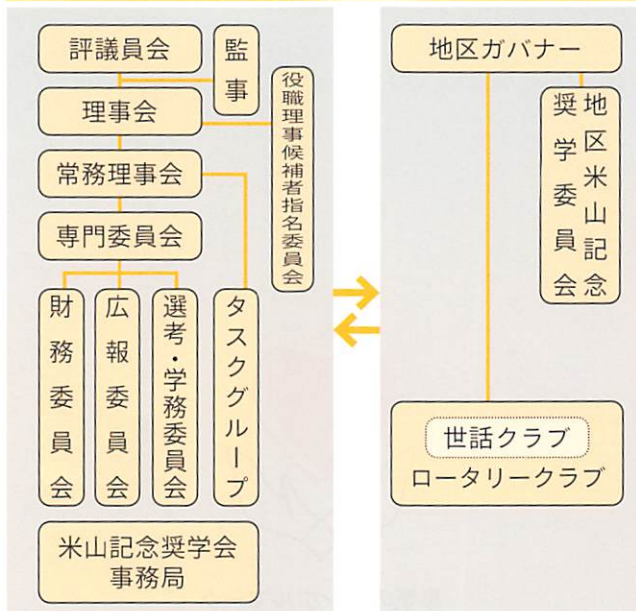 評議員会
監事
理事会
役職理事候補者指名委員会
常務理事会
専門委員会
財務委員会
広報委員会
選考・学務委員会
タスクグループ
米山記念奨学会
事務局
地区ガバナー
地区米山記念
奨学委員会
世話クラブ
ロータリークラブ